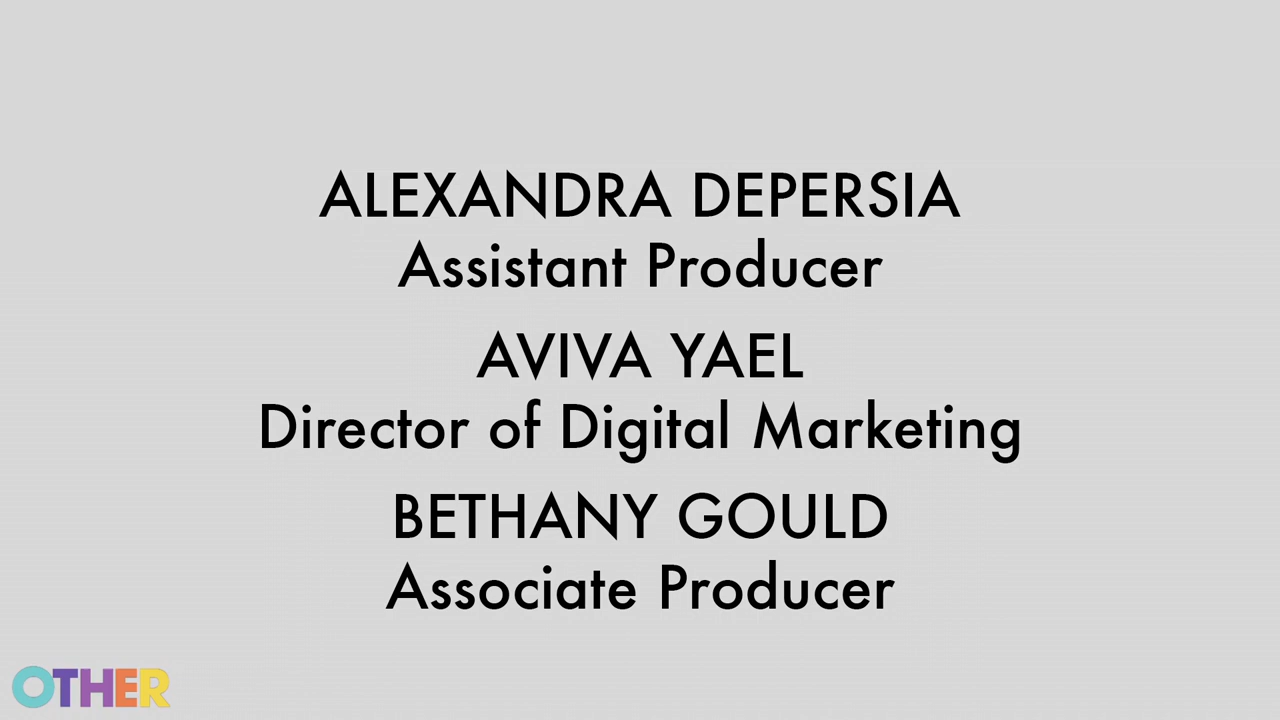 ALEXANDRA DEPERSIA
Assistant Producer
AVIVA YAEL
Director of Digital Marketing
BETHANY GOULD
Associate Producer
OTHER